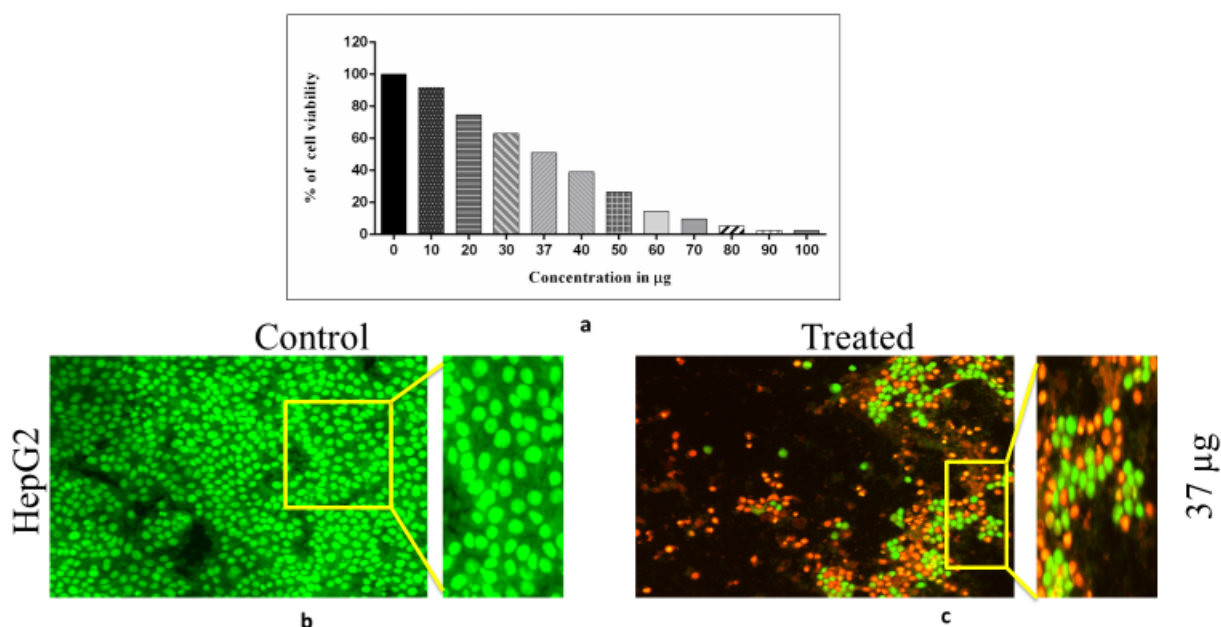 120
100
80
60
40
20
0
% of cell viability
0 10 20 30 37 40 50 60 70 80 90 100
Concentration in μg
a
Control
Treated
HepG2
37 μg
b
c